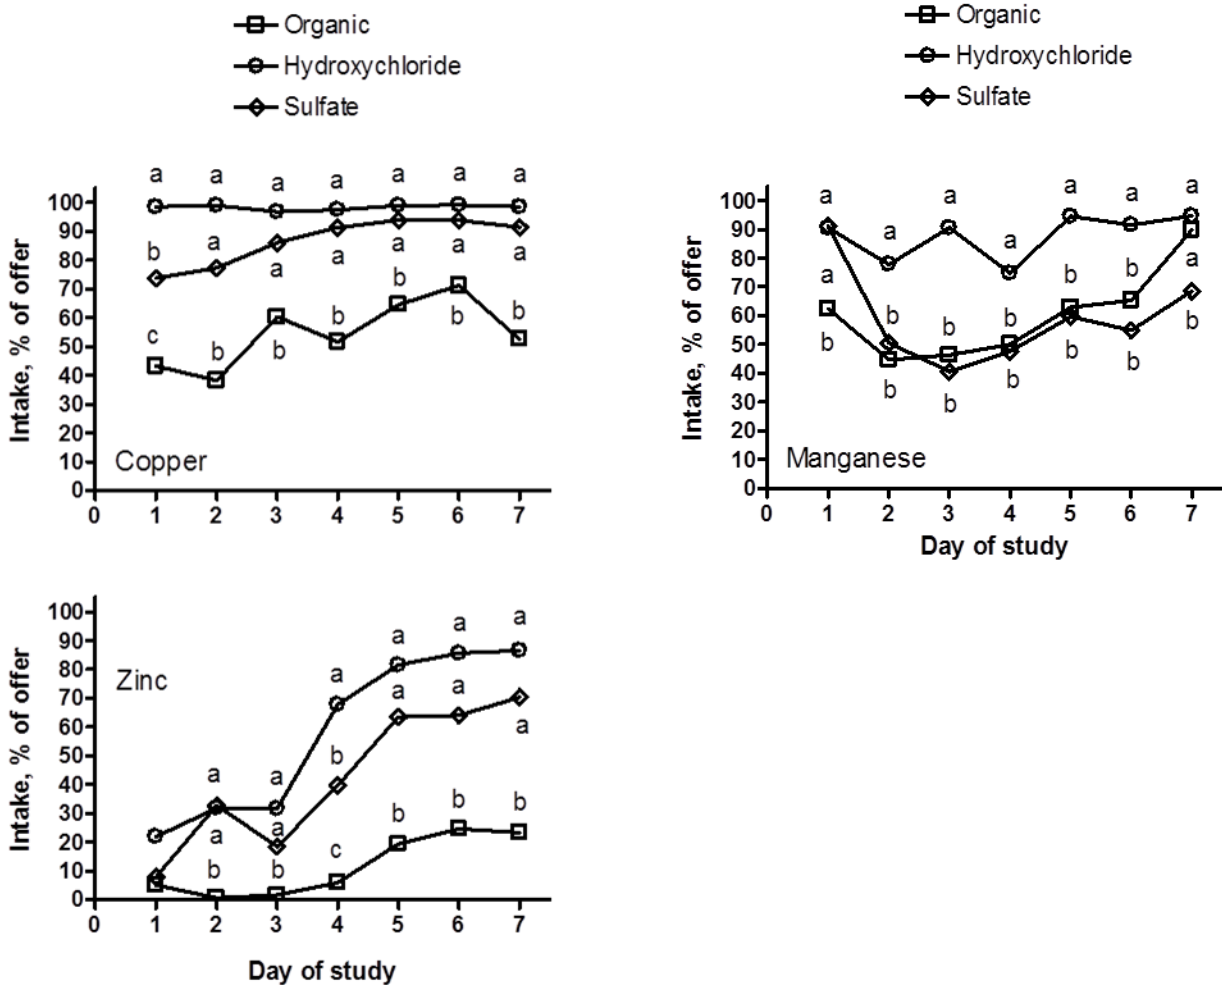 Organic
Hydroxychloride
Sulfate
a a a a a a a
100
90
80
70
60
50
40
30
20
10
0
Intake, % of offer
b a a a a a a
c b b b b b b
Copper
0 1 2 3 4 5 6 7
Organic
Hydroxychloride
Sulfate
a a a a a a a
100
90
80
70
60
50
40
30
20
10
0
Intake, % of offer
a b b b b b a
b b b b b b b
Manganese
0 1 2 3 4 5 6 7
Day of study
100
90
80
70
60
50
40
30
20
10
0
Intake, % of offer
Zinc
a a a a a a
a a b a a a
b b c b b b
0 1 2 3 4 5 6 7
Day of study